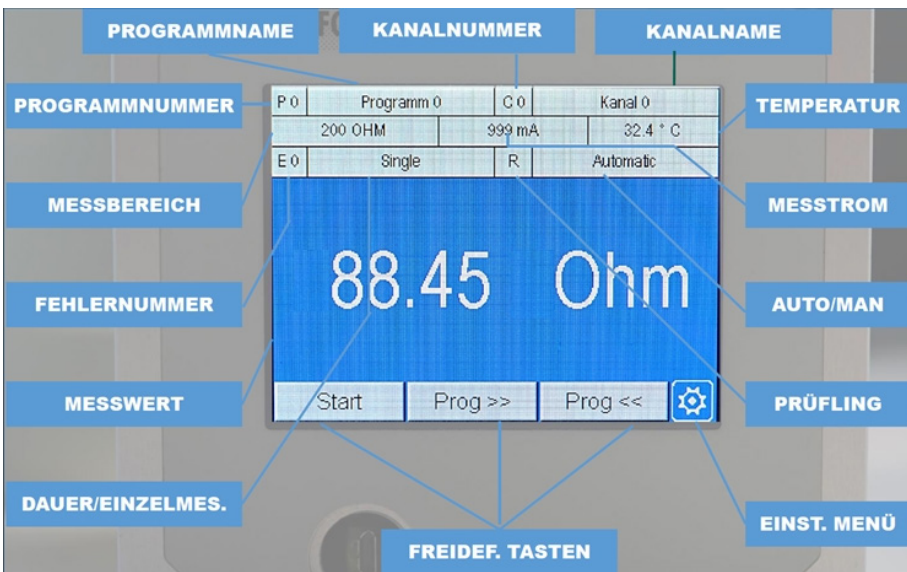 PROGRAMMNAME
KANALNUMMER
KANALNAME
PROGRAMMNUMMER
P 0 Programm 0 C 0 Kanal 0
TEMPERATUR
200 OHM 999 mA 32.4 ° C
E 0 Single R Automatic
MESSBEREICH
MESSTROM
88.45 Ohm
FEHLERNUMMER
AUTO/MAN
MESSWERT
Start Prog >> Prog <<
PRÜFLING
DAUER/EINZELMES.
EINST. MENÜ
FREIDEF. TASTEN